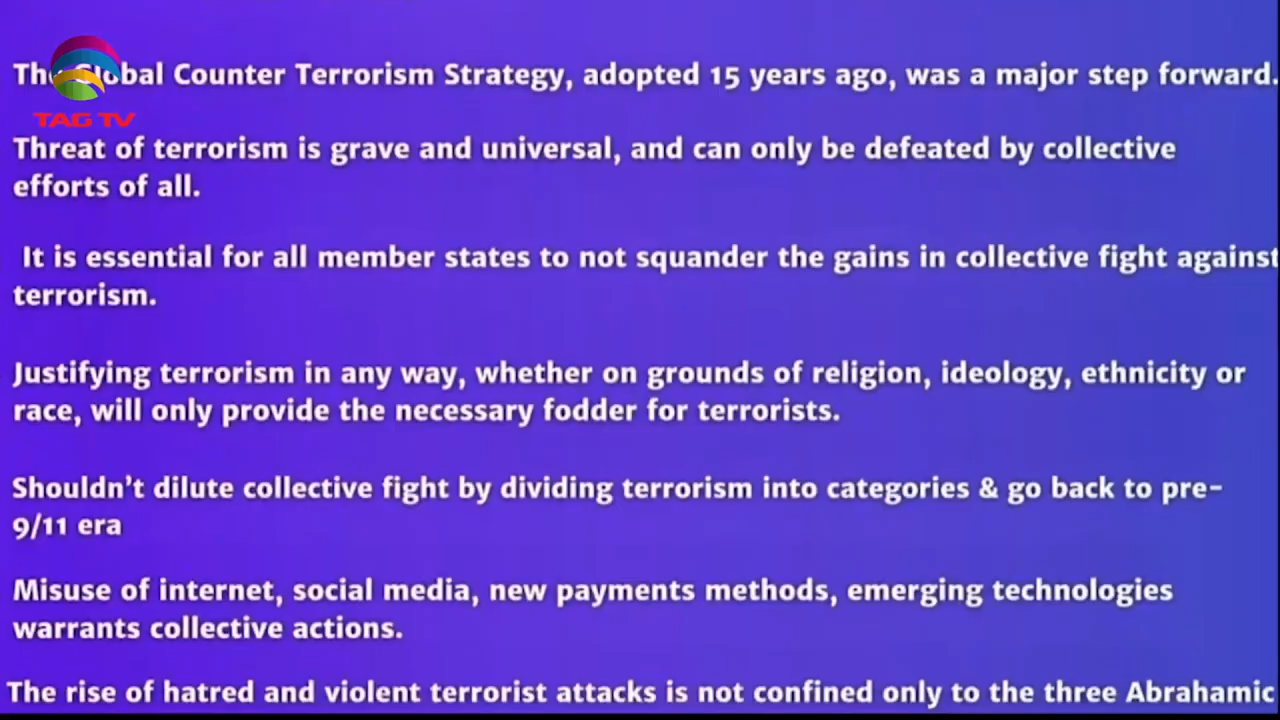 The Global Counter Terrorism Strategy, adopted 15 years ago, was a major step forward.
TAG TV
Threat of terrorism is grave and universal, and can only be defeated by collective
efforts of all.
It is essential for all member states to not squander the gains in collective fight against
terrorism.
Justifying terrorism in any way, whether on grounds of religion, ideology, ethnicity or
race, will only provide the necessary fodder for terrorists.
Shouldn't dilute collective fight by dividing terrorism into categories & go back to pre-
9/11 era
Misuse of internet, social media, new payments methods, emerging technologies
warrants collective actions.
The rise of hatred and violent terrorist attacks is not confined only to the three Abrahamic